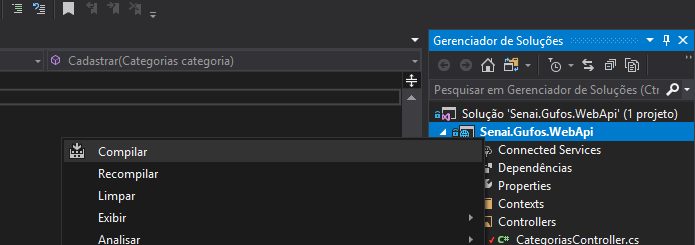 Gerenciador de Soluções
Cadastrar(Categorias categoria)
Pesquisar em Gerenciador de Soluções (Ctr
Solução 'Senai.Gufos.WebApi' (1 projeto)
Senai.Gufos.WebApi
Compilar
Connected Services
Recompilar
Dependências
Limpar
Properties
Exibir
Contexts
Controllers
Analisar
C# CategoriasController.cs